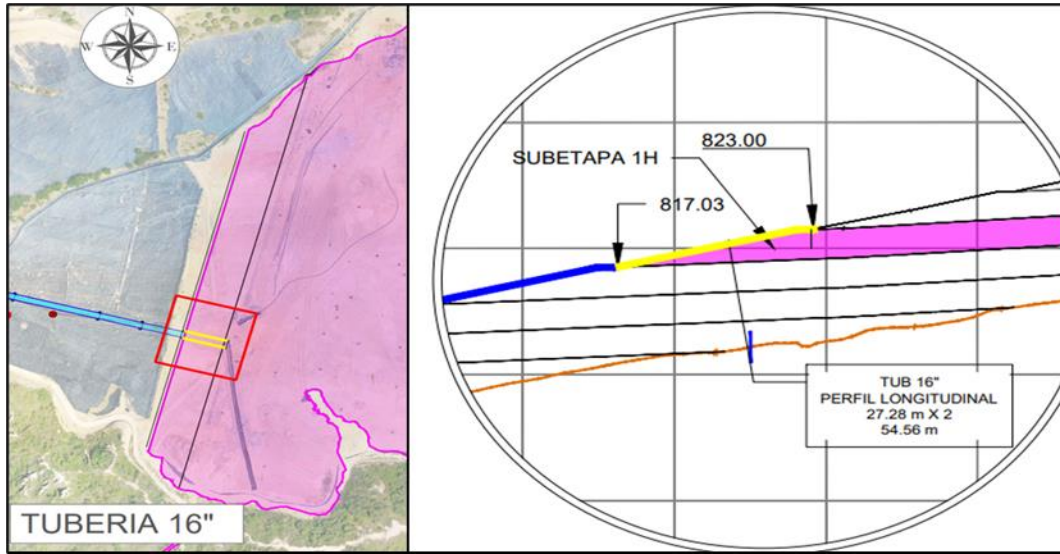 N
W
E
S
TUBERIA 16"
823.00
SUBETAPA 1H
817.03
TUB 16"
PERFIL LONGITUDINAL
27.28 m X 2
54.56 m